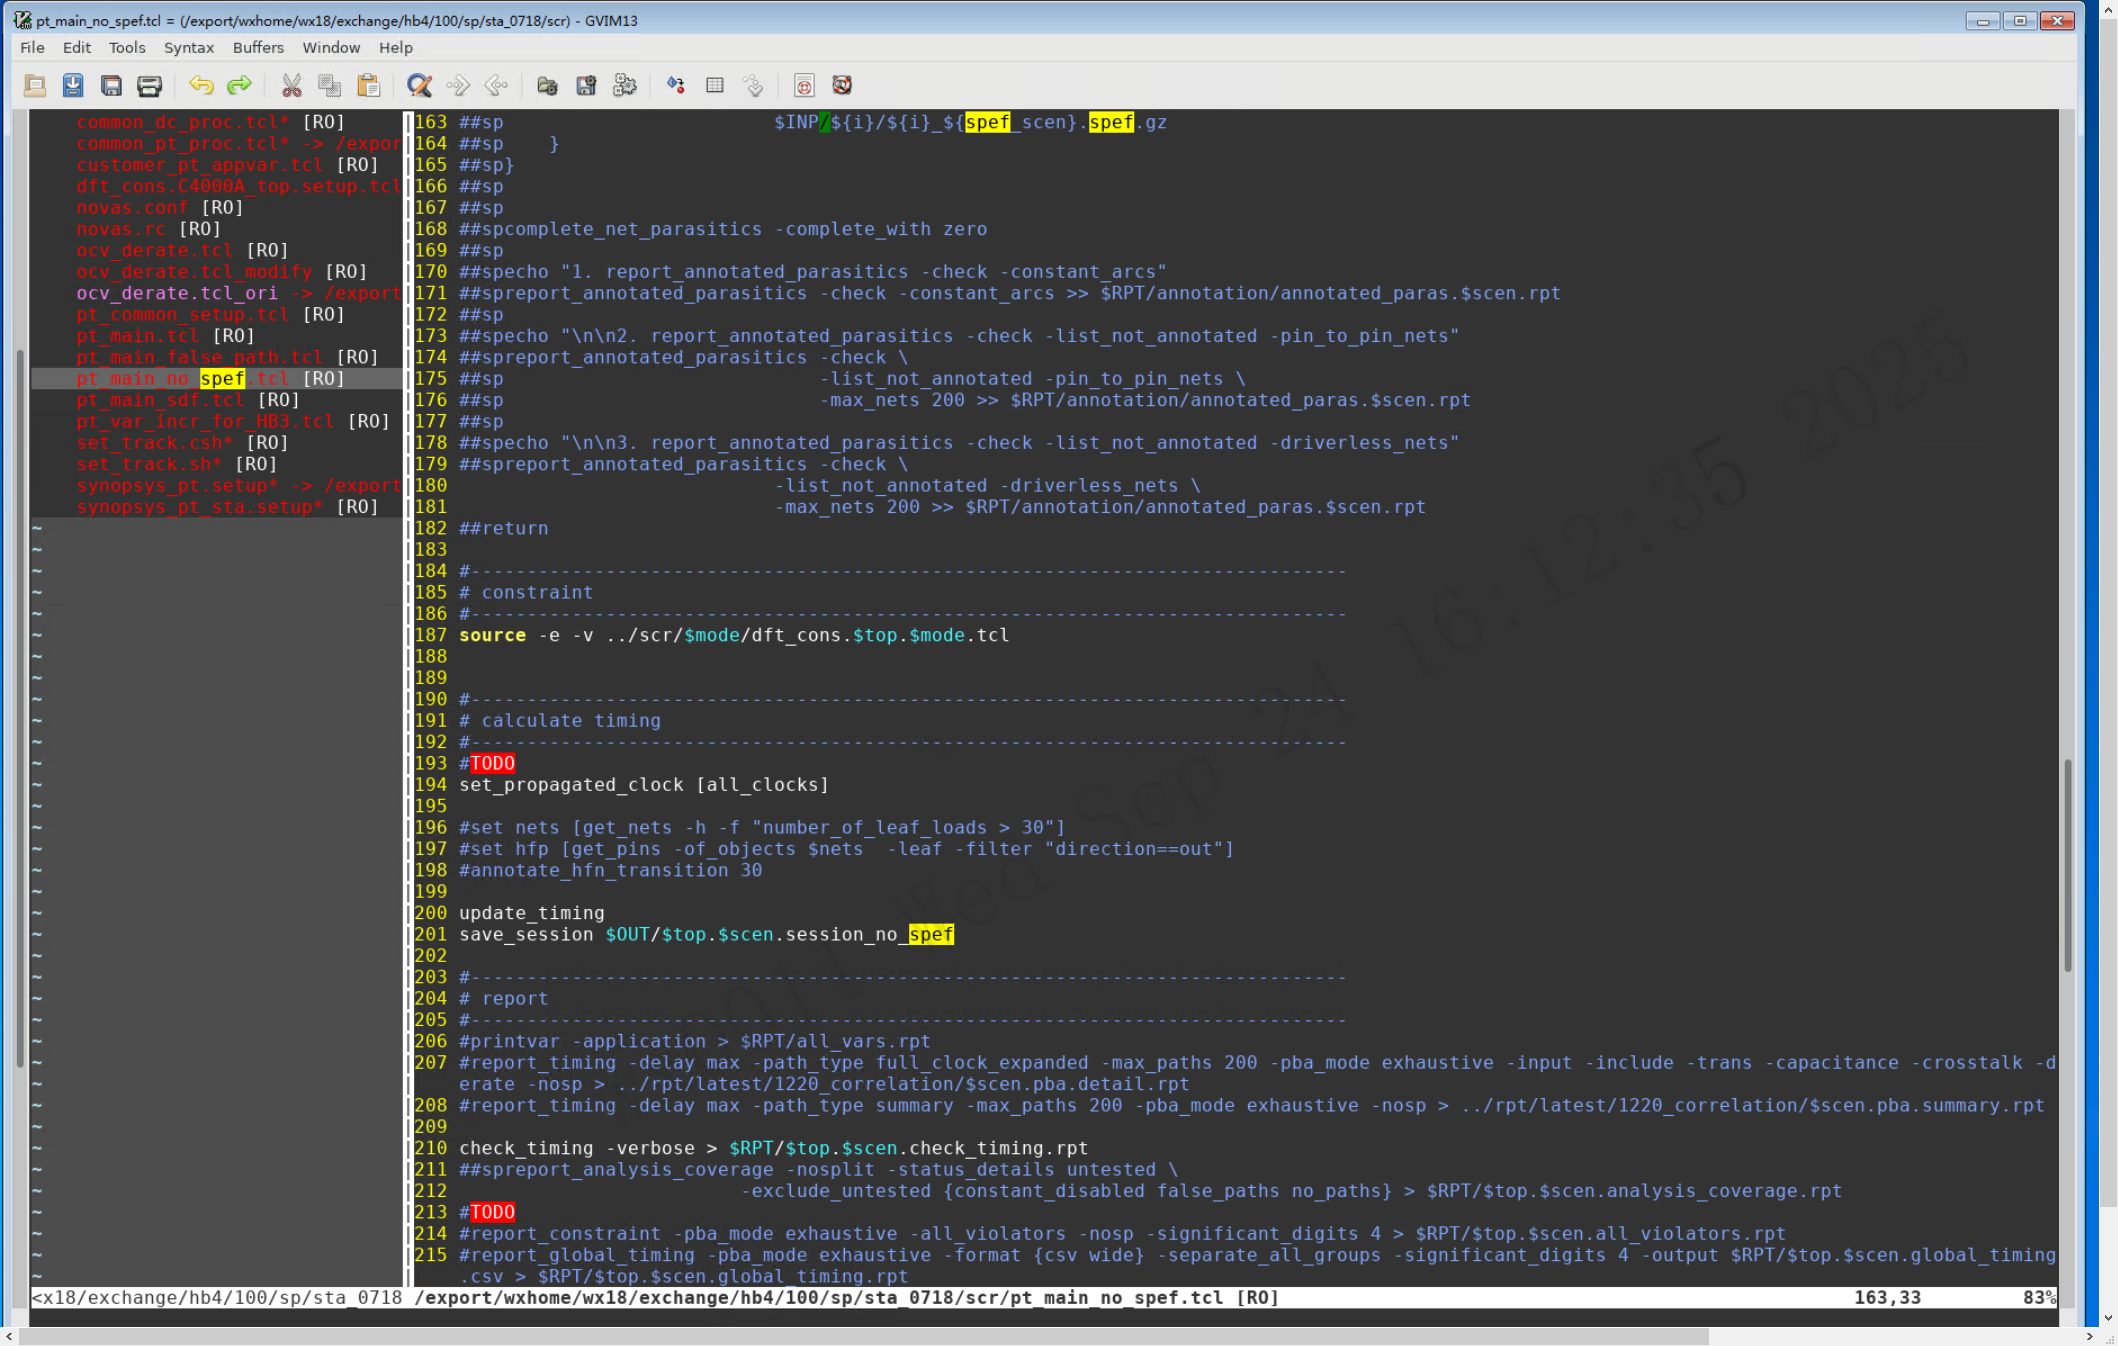 pt_main_no_spef.tcl = (/export/wxhome/wx18/exchange/hb4/100/sp/sta_0718/scr) - GVIM13
File Edit Tools Syntax Buffers Window Help
common_dc_proc.tcl* [RO]
common_pt_proc.tcl* -> /expor
customer_pt_appvar.tcl [RO]
dft_cons.C4000A_top.setup.tcl
novas.conf [RO]
novas.rc [RO]
ocv_derate.tcl [RO]
ocv_derate.tcl_modify [RO]
ocv_derate.tcl_ori -> /export
pt_common_setup.tcl [RO]
pt_main.tcl [RO]
pt_main_false_path.tcl [RO]
pt_main_no_spef.tcl [RO]
pt_main_sdf.tcl [RO]
pt_var_incr_for_HB3.tcl [RO]
set_track.csh* [RO]
set_track.sh* [RO]
synopsys_pt.setup* -> /export
synopsys_pt_sta.setup* [RO]
163 ##sp                        $INP/${i}/${i}_${spef_scen}.spef.gz
164 ##sp    }
165 ##sp}
166 ##sp
167 ##sp
168 ##spcomplete_net_parasitics -complete_with zero
169 ##sp
170 ##specho "1. report_annotated_parasitics -check -constant_arcs"
171 ##spreport_annotated_parasitics -check -constant_arcs >> $RPT/annotation/annotated_paras.$scen.rpt
172 ##sp
173 ##specho "\n\n2. report_annotated_parasitics -check -list_not_annotated -pin_to_pin_nets"
174 ##spreport_annotated_parasitics -check \
175 ##sp                            -list_not_annotated -pin_to_pin_nets \
176 ##sp                            -max_nets 200 >> $RPT/annotation/annotated_paras.$scen.rpt
177 ##sp
178 ##specho "\n\n3. report_annotated_parasitics -check -list_not_annotated -driverless_nets"
179 ##spreport_annotated_parasitics -check \
180                             -list_not_annotated -driverless_nets \
181                             -max_nets 200 >> $RPT/annotation/annotated_paras.$scen.rpt
182 ##return
183
184 #------------------------------------------------------------------------------
185 # constraint
186 #------------------------------------------------------------------------------
187 source -e -v ../scr/$mode/dft_cons.$top.$mode.tcl
188
189
190 #------------------------------------------------------------------------------
191 # calculate timing
192 #------------------------------------------------------------------------------
193 #TODO
194 set_propagated_clock [all_clocks]
195
196 #set nets [get_nets -h -f "number_of_leaf_loads > 30"]
197 #set hfp [get_pins -of_objects $nets  -leaf -filter "direction==out"]
198 #annotate_hfn_transition 30
199
200 update_timing
201 save_session $OUT/$top.$scen.session_no_spef
202
203 #------------------------------------------------------------------------------
204 # report
205 #------------------------------------------------------------------------------
206 #printvar -application > $RPT/all_vars.rpt
207 #report_timing -delay max -path_type full_clock_expanded -max_paths 200 -pba_mode exhaustive -input -include -trans -capacitance -crosstalk -d
erate -nosp > ../rpt/latest/1220_correlation/$scen.pba.detail.rpt
208 #report_timing -delay max -path_type summary -max_paths 200 -pba_mode exhaustive -nosp > ../rpt/latest/1220_correlation/$scen.pba.summary.rpt
209
210 check_timing -verbose > $RPT/$top.$scen.check_timing.rpt
211 ##spreport_analysis_coverage -nosplit -status_details untested \
212                          -exclude_untested {constant_disabled false_paths no_paths} > $RPT/$top.$scen.analysis_coverage.rpt
213 #TODO
214 #report_constraint -pba_mode exhaustive -all_violators -nosp -significant_digits 4 > $RPT/$top.$scen.all_violators.rpt
215 #report_global_timing -pba_mode exhaustive -format {csv wide} -separate_all_groups -significant_digits 4 -output $RPT/$top.$scen.global_timing
.csv > $RPT/$top.$scen.global_timing.rpt
<x18/exchange/hb4/100/sp/sta_0718 /export/wxhome/wx18/exchange/hb4/100/sp/sta_0718/scr/pt_main_no_spef.tcl [RO] 163,33 83%
Wed Sep 24 16:12:35 2025